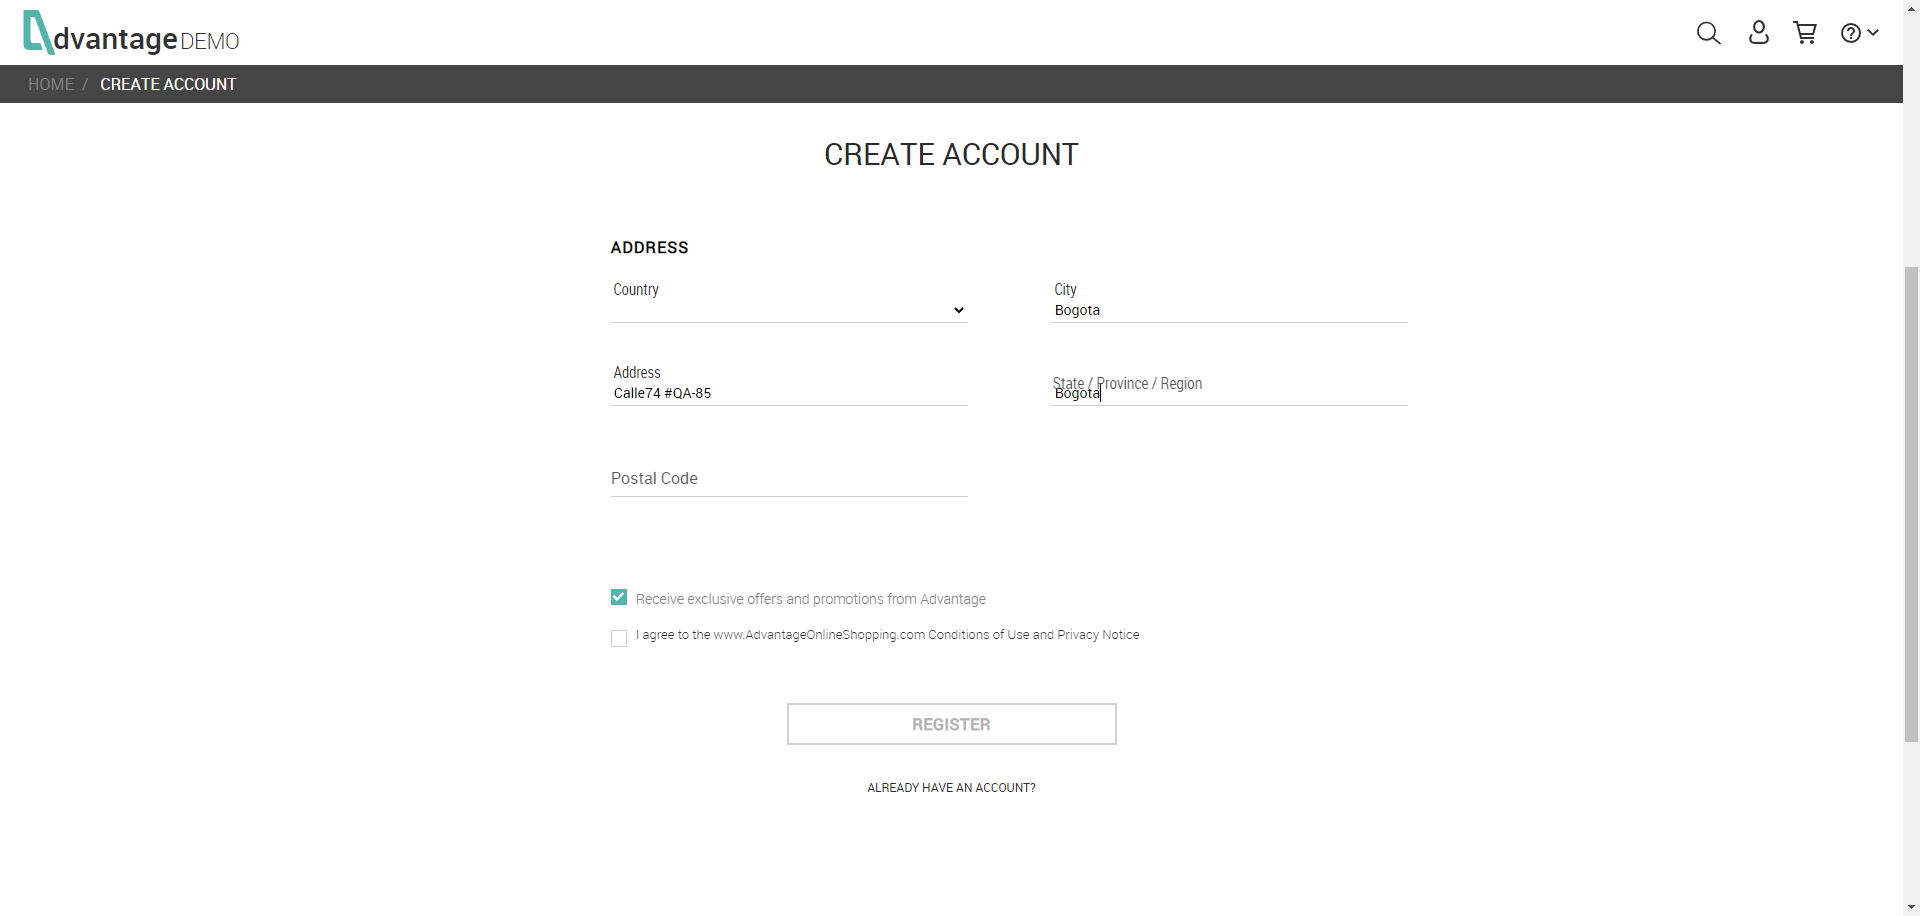 dvantage DEMO
HOME / CREATE ACCOUNT
CREATE ACCOUNT
ADDRESS
Country
City
Bogota
Address
Calle74 #QA-85
State / Province / Region
Bogota
Postal Code
Receive exclusive offers and promotions from Advantage
I agree to the www.AdvantageOnlineShopping.com Conditions of Use and Privacy Notice
REGISTER
ALREADY HAVE AN ACCOUNT?